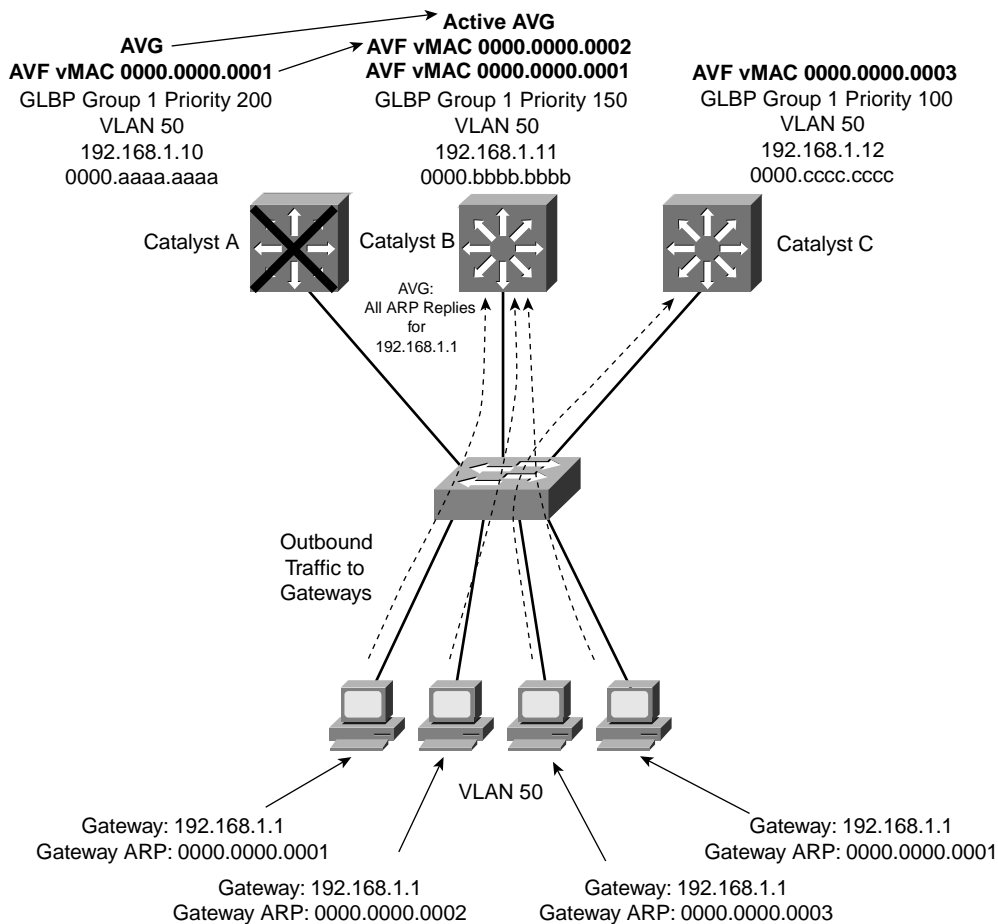 AVG
AVF vMAC 0000.0000.0001
GLBP Group 1 Priority 200
VLAN 50
192.168.1.10
0000.aaaa.aaaa
Active AVG
AVF vMAC 0000.0000.0002
AVF vMAC 0000.0000.0001
GLBP Group 1 Priority 150
VLAN 50
192.168.1.11
0000.bbbb.bbbb
AVF vMAC 0000.0000.0003
GLBP Group 1 Priority 100
VLAN 50
192.168.1.12
0000.cccc.cccc
Catalyst A
Catalyst B
Catalyst C
AVG:
All ARP Replies
for
192.168.1.1
Outbound
Traffic to
Gateways
VLAN 50
Gateway: 192.168.1.1
Gateway ARP: 0000.0000.0001
Gateway: 192.168.1.1
Gateway ARP: 0000.0000.0002
Gateway: 192.168.1.1
Gateway ARP: 0000.0000.0003
Gateway: 192.168.1.1
Gateway ARP: 0000.0000.0001